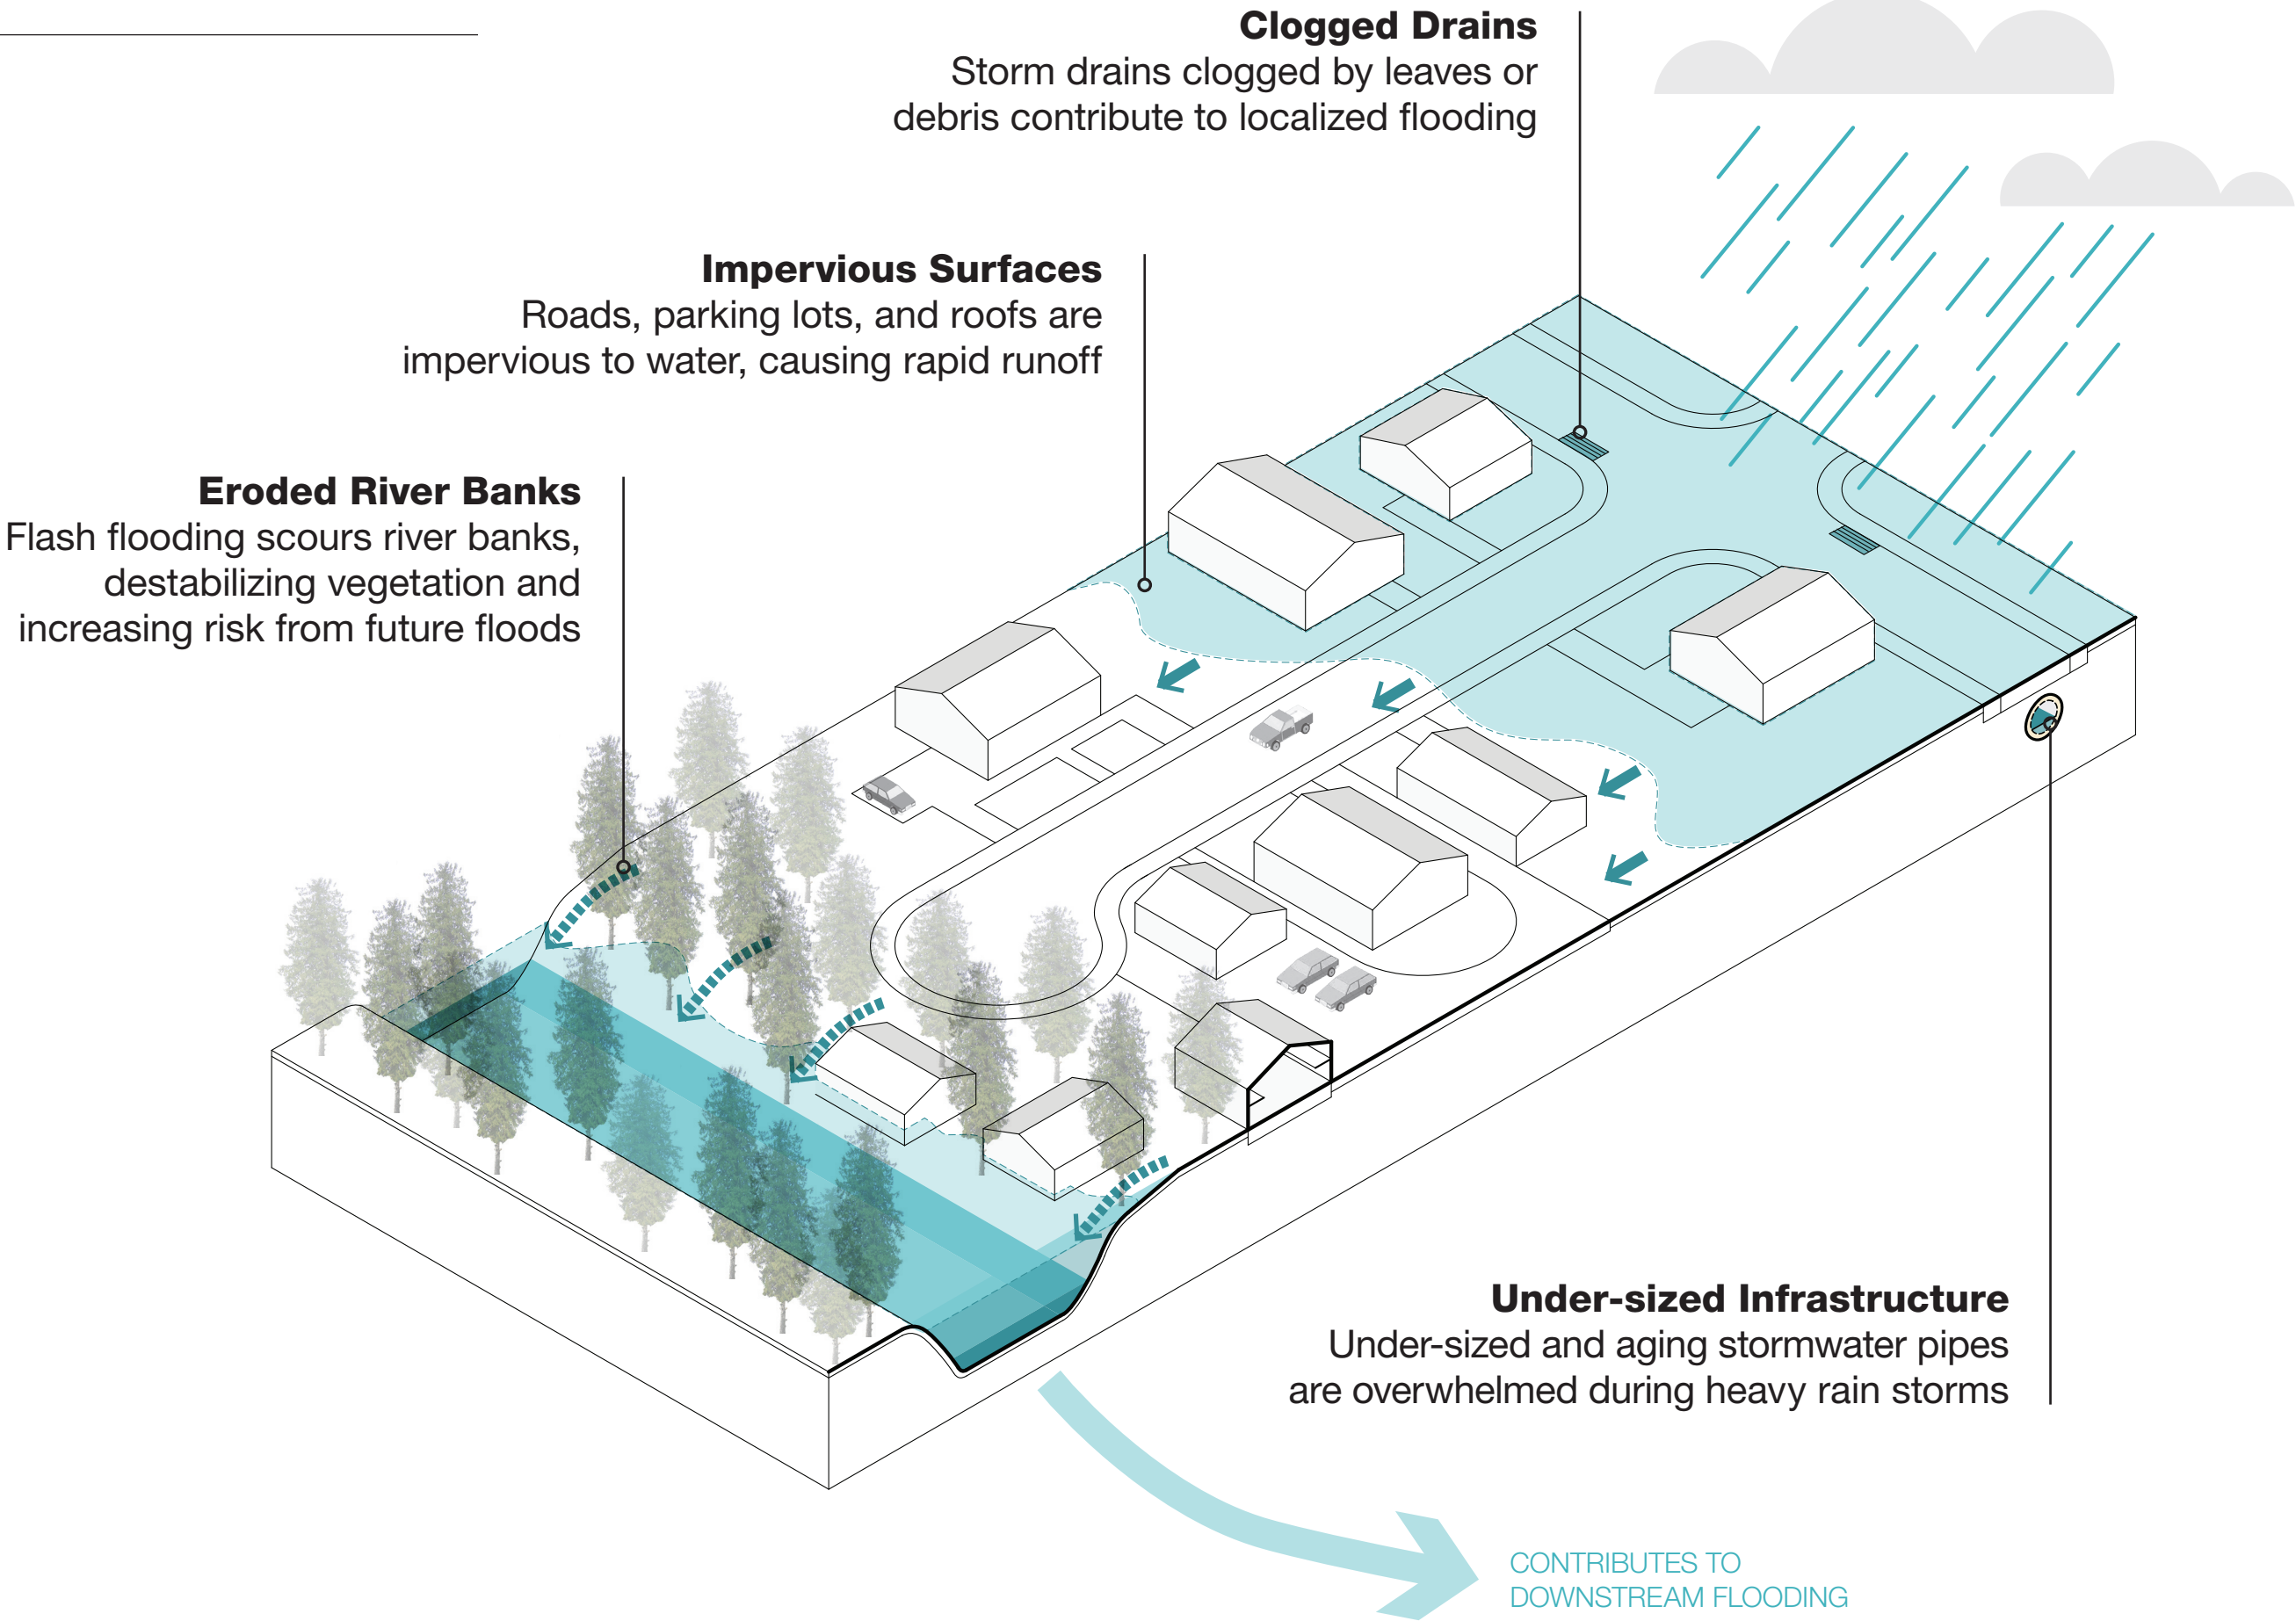 Clogged Drains
Storm drains clogged by leaves or
debris contribute to localized flooding
Impervious Surfaces
Roads, parking lots, and roofs are
impervious to water, causing rapid runoff
Eroded River Banks
Flash flooding scours river banks,
destabilizing vegetation and
increasing risk from future floods
Under-sized Infrastructure
Under-sized and aging stormwater pipes
are overwhelmed during heavy rain storms
CONTRIBUTES TO
DOWNSTREAM FLOODING